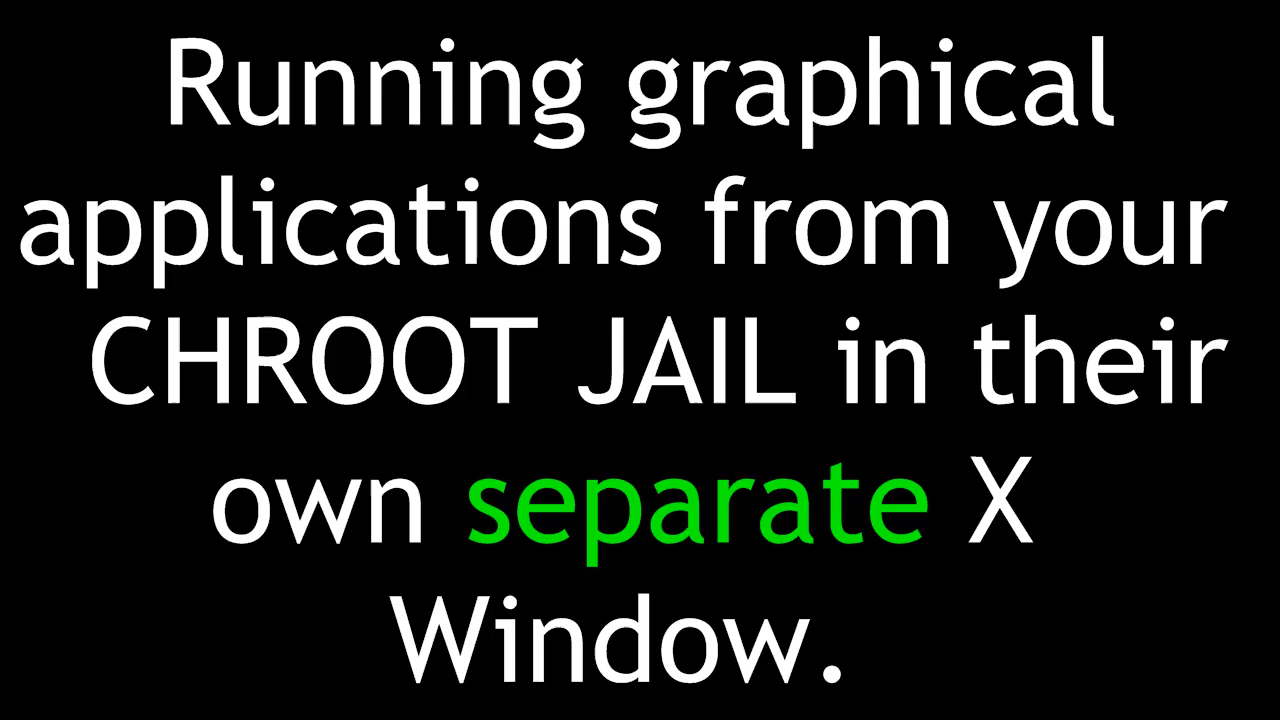 Running graphical
applications from your
CHROOT JAIL in their
own separate X
Window.